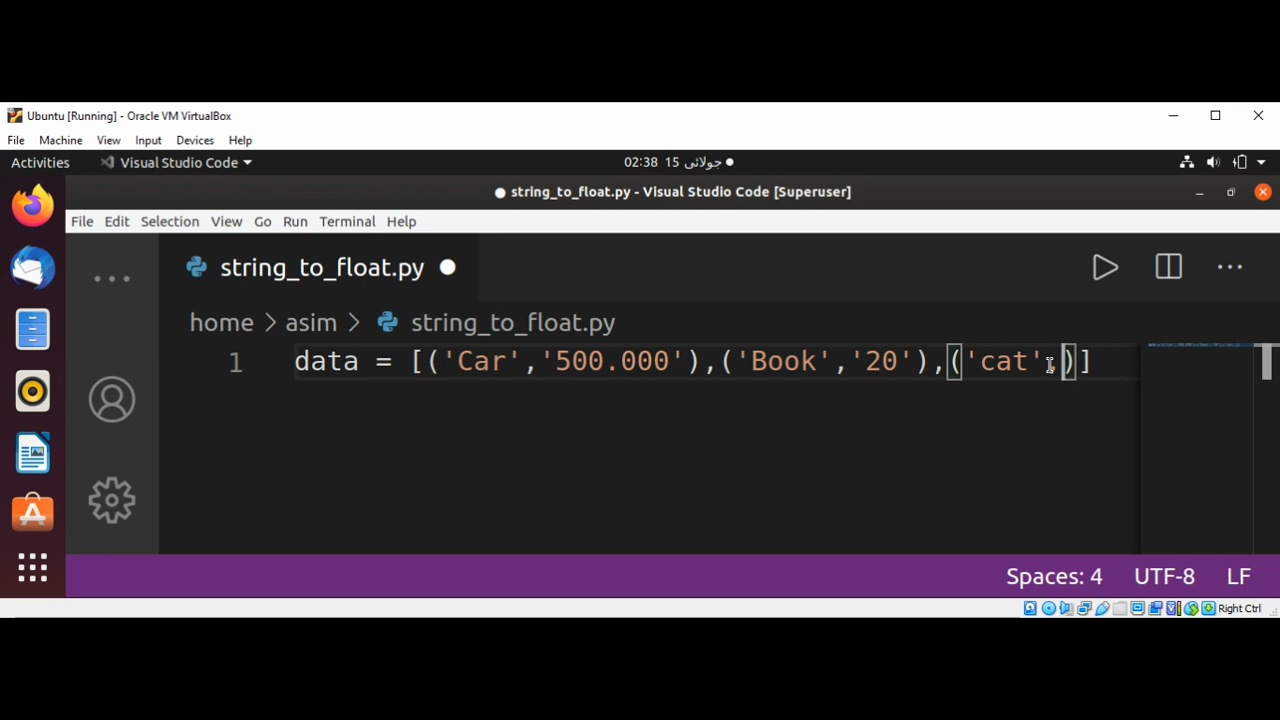 Ubuntu [Running] - Oracle VM VirtualBox
File Machine View Input Devices Help
Activities Visual Studio Code 02:38 15 جولائی
string_to_float.py - Visual Studio Code [Superuser]
File Edit Selection View Go Run Terminal Help
string_to_float.py
home > asim > string_to_float.py
1 data = [('Car','500.000'),('Book','20'),('cat',)]
Spaces: 4 UTF-8 LF
Right Ctrl